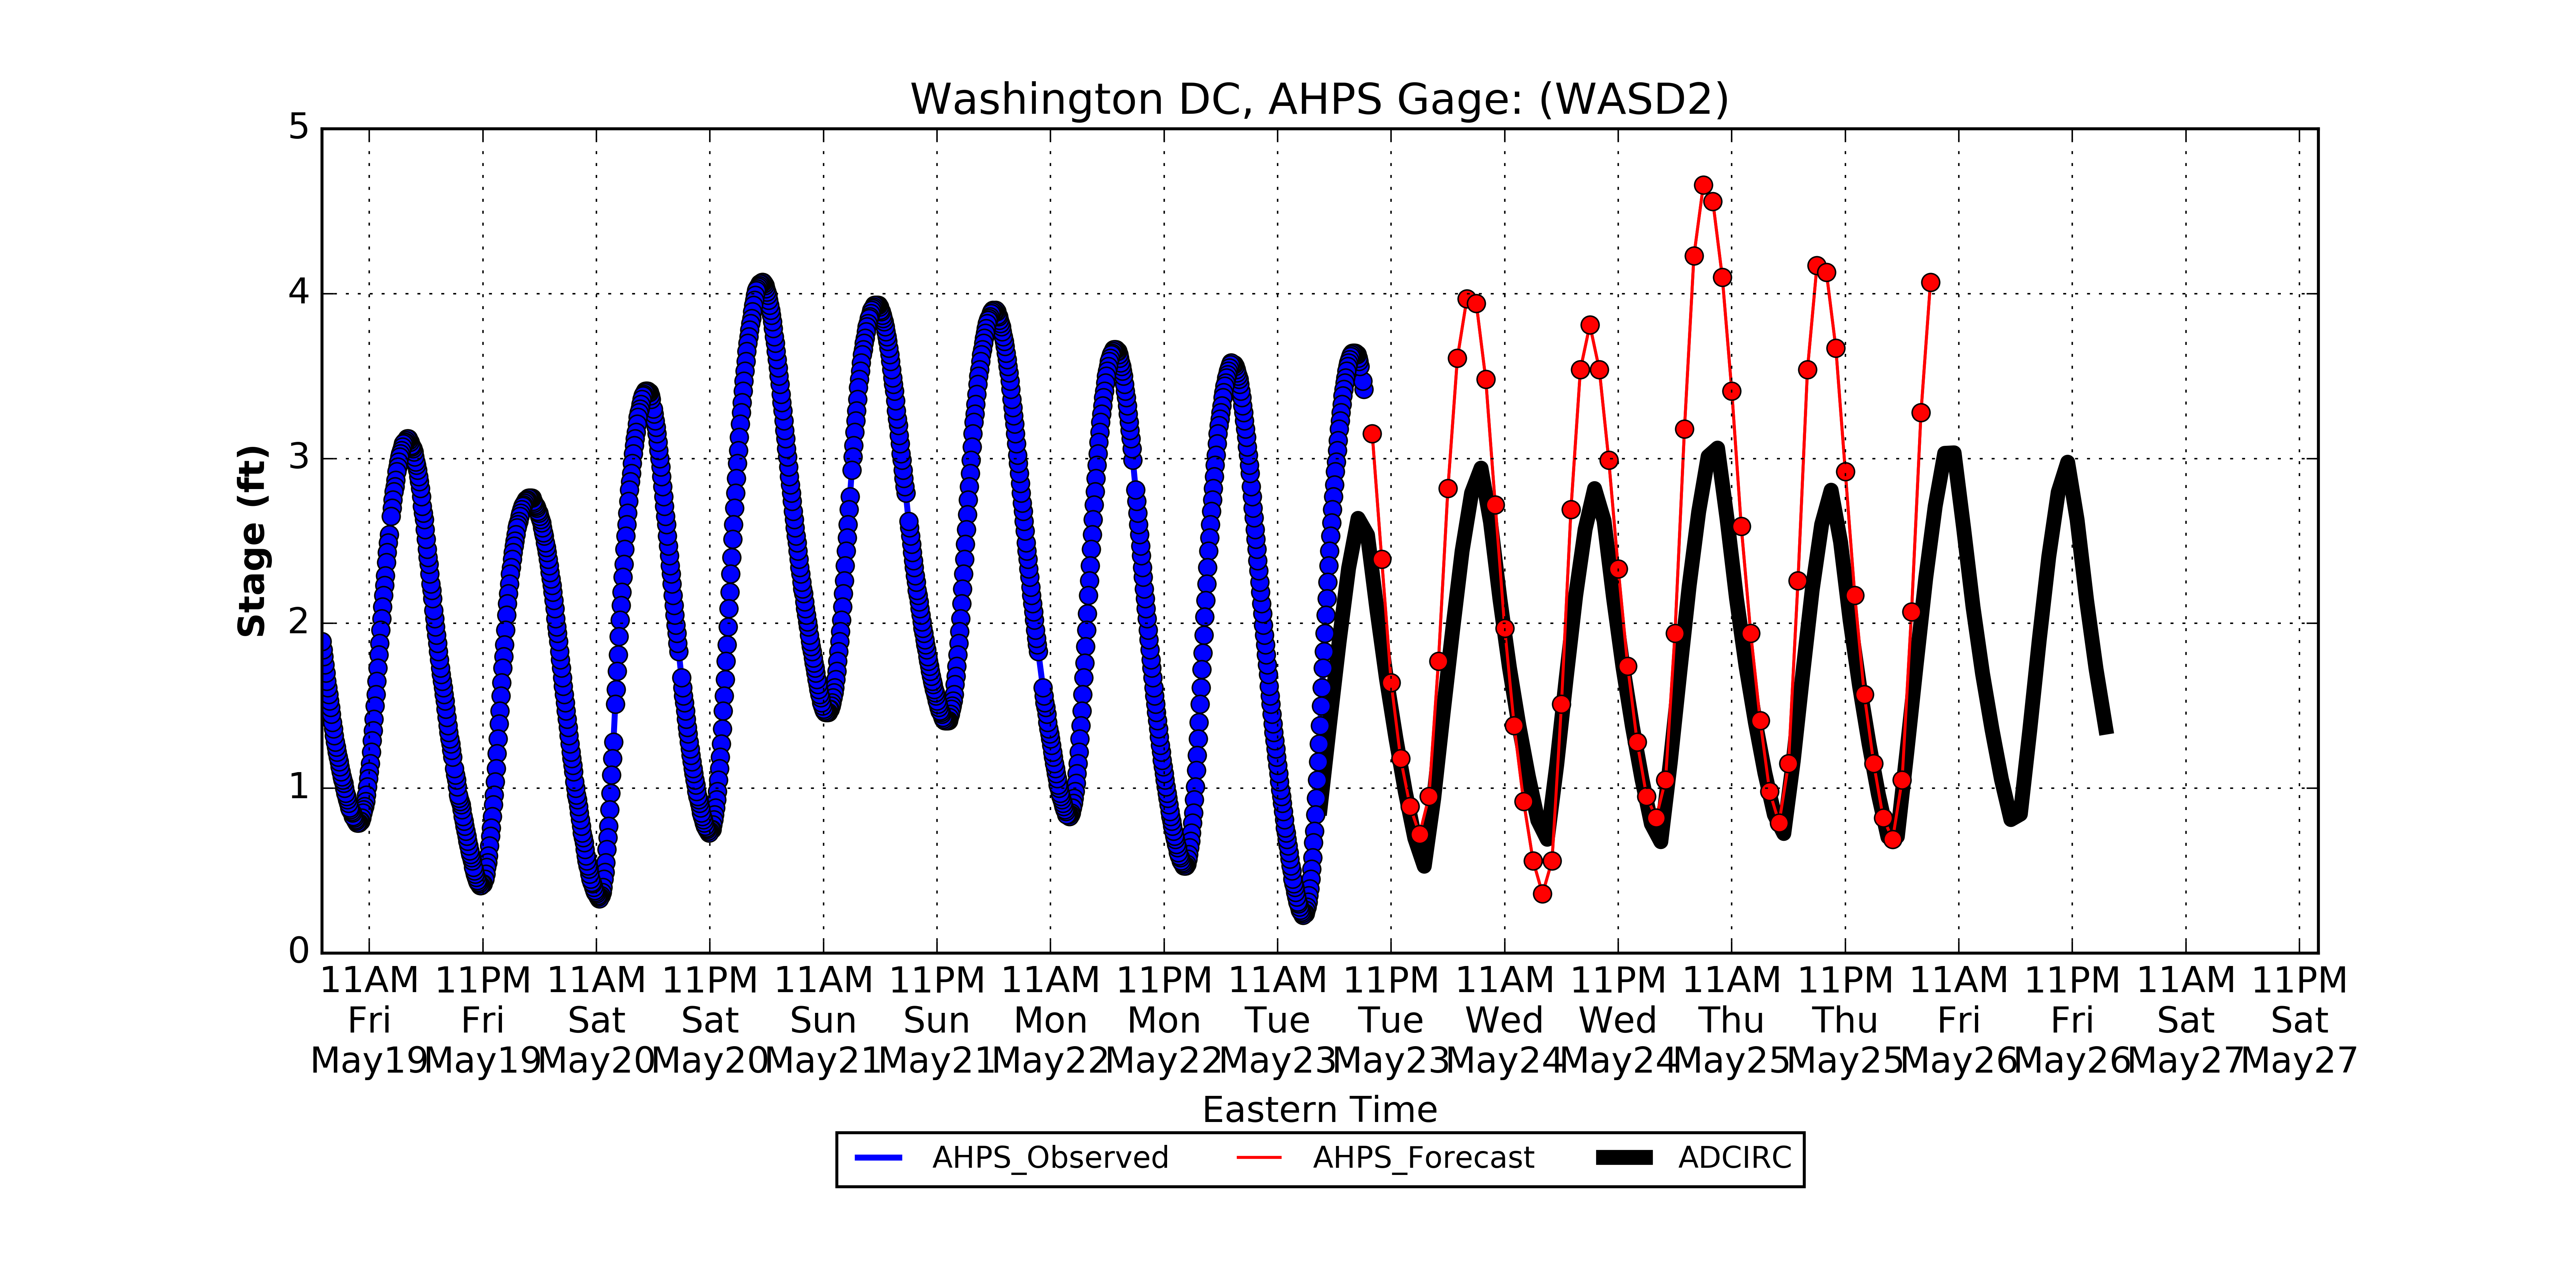 Washington DC, AHPS Gage: (WASD2)
5
4
3
2
1
0
Stage (ft)
11AM 11PM 11AM 11PM 11AM 11PM 11AM 11PM 11AM 11PM 11AM 11PM 11AM 11PM 11AM 11PM 11AM 11PM
Fri Fri Sat Sat Sun Sun Mon Mon Tue Tue Wed Wed Thu Thu Fri Fri Sat Sat
May19 May19 May20 May20 May21 May21 May22 May22 May23 May23 May24 May24 May25 May25 May26 May26 May27 May27
Eastern Time
AHPS_Observed AHPS_Forecast ADCIRC